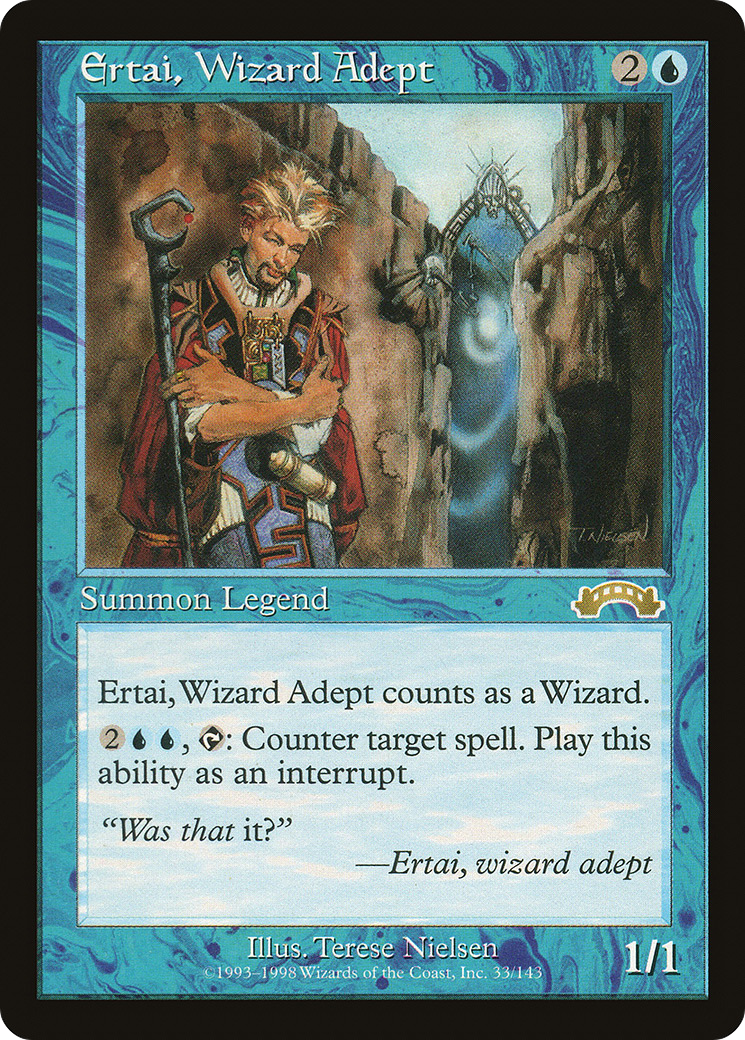 Ertai, Wizard Adept
2
T. NIELSEN
Summon Legend
Ertai, Wizard Adept counts as a Wizard.
2 , : Counter target spell. Play this
ability as an interrupt.
“Was that it?”
—Ertai, wizard adept
Illus. Terese Nielsen
©1993–1998 Wizards of the Coast, Inc. 33/143
1/1